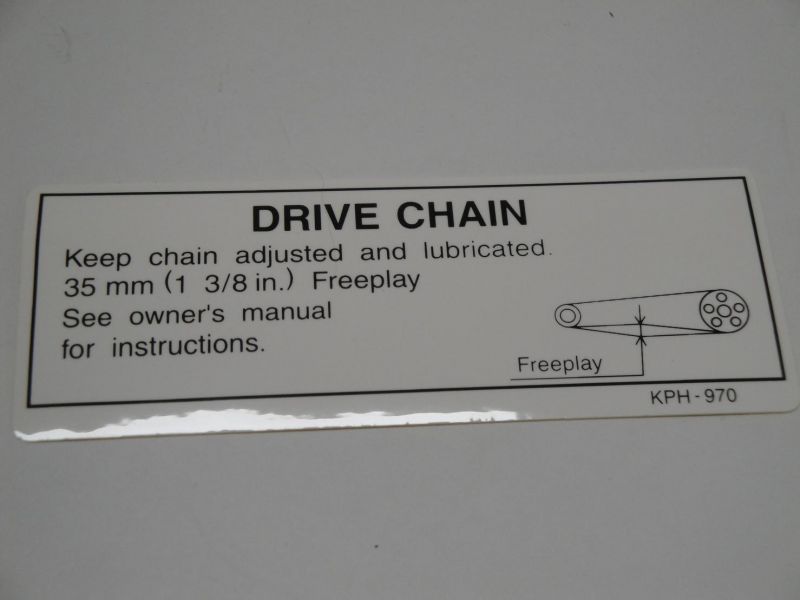 DRIVE CHAIN
Keep chain adjusted and lubricated.
35 mm (1 3/8 in.) Freeplay
See owner's manual
for instructions.
Freeplay
KPH-970